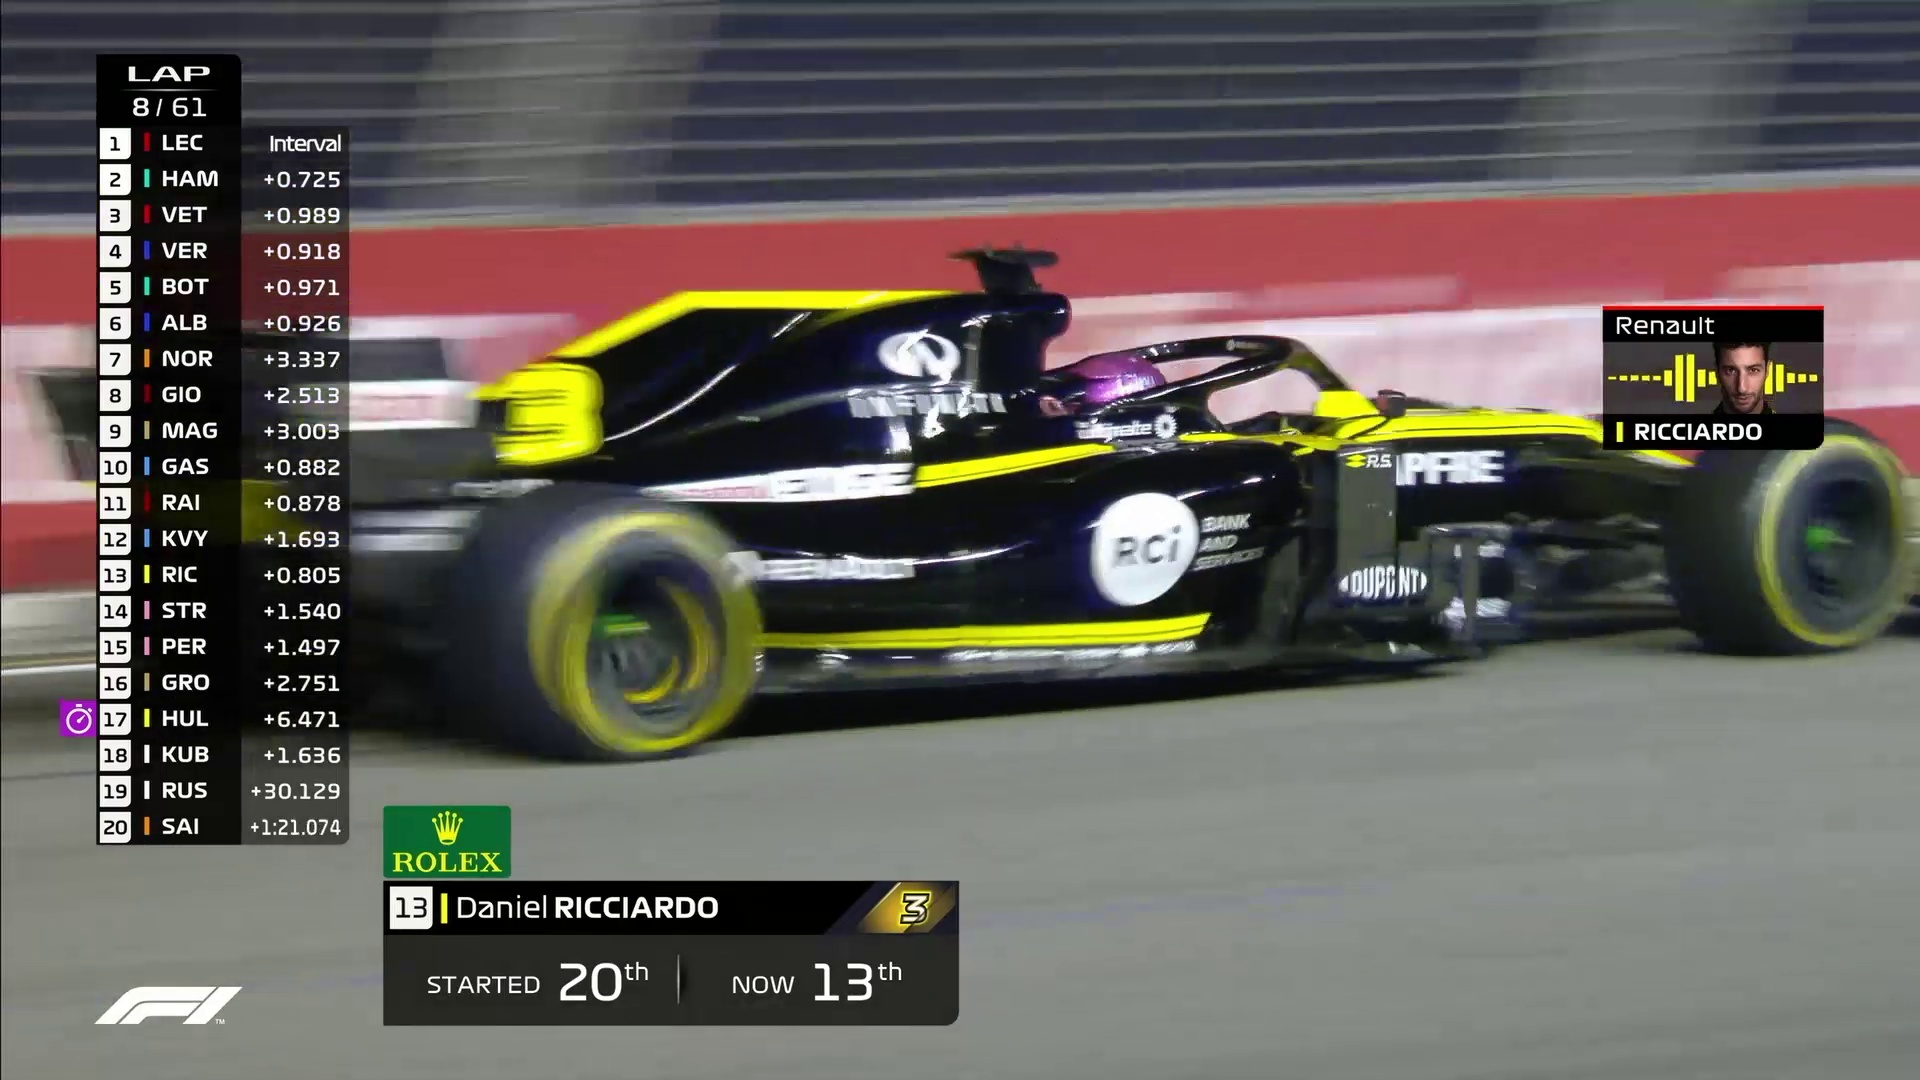 LAP
8 / 61
1 LEC Interval
2 HAM +0.725
3 VET +0.989
4 VER +0.918
5 BOT +0.971
6 ALB +0.926
7 NOR +3.337
8 GIO +2.513
9 MAG +3.003
10 GAS +0.882
11 RAI +0.878
12 KVY +1.693
13 RIC +0.805
14 STR +1.540
15 PER +1.497
16 GRO +2.751
17 HUL +6.471
18 KUB +1.636
19 RUS +30.129
20 SAI +1:21.074
Renault
RICCIARDO
3
INFINITI
R.S.
RCi
BANK
AND
SERVICES
DUPONT
ROLEX
13 Daniel RICCIARDO 3
STARTED 20th NOW 13th
F1 ™